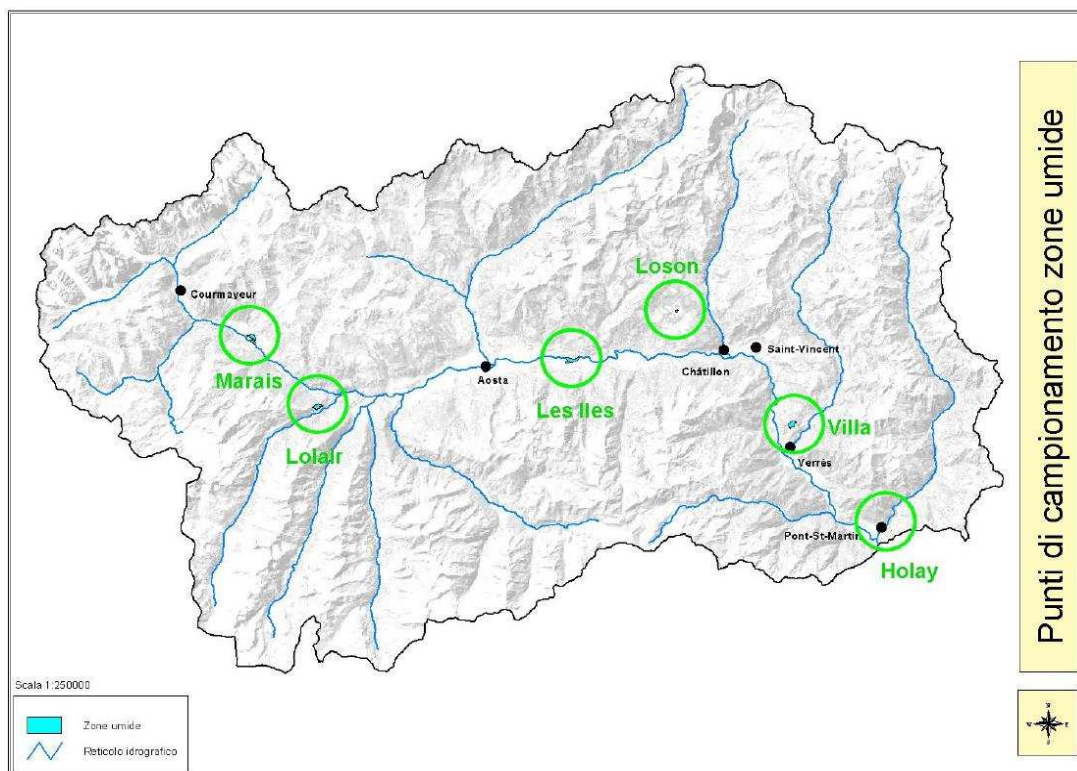 Punti di campionamento zone umide
Loson
Courmayeur
Saint-Vincent
Châtillon
Marais
Aosta
Les Iles
Lolair
Villa
Verrès
Pont-St-Martin
Holay
Scala 1:250000
Zone umide
Reticolo idrografico